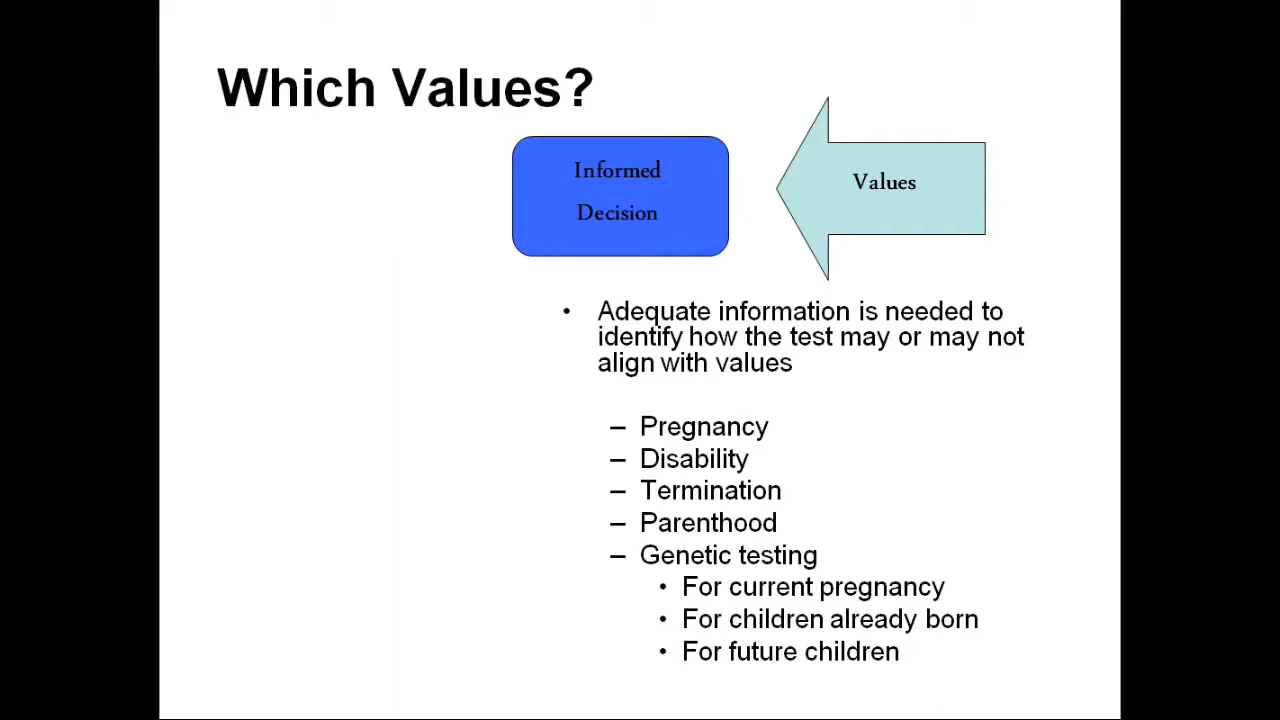 Which Values?
Informed
Decision
Values
• Adequate information is needed to
identify how the test may or may not
align with values
– Pregnancy
– Disability
– Termination
– Parenthood
– Genetic testing
• For current pregnancy
• For children already born
• For future children